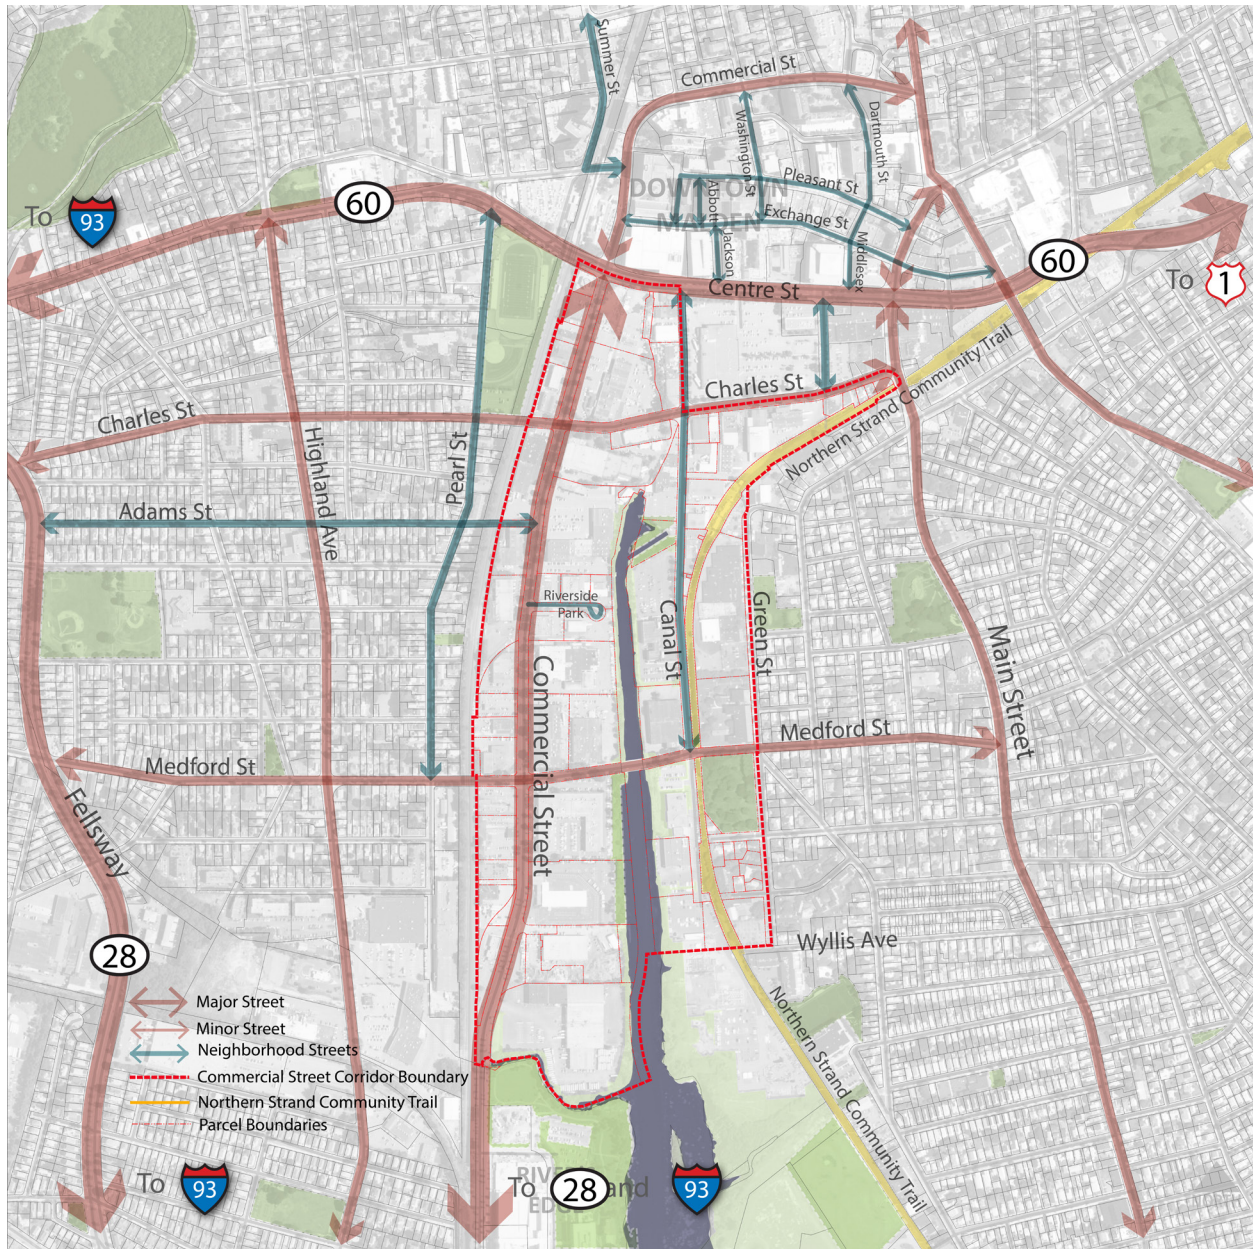 Summer St
Commercial St
Washington St
Dartmouth St
Pleasant St
DOWNTOWN
MALDEN
Abbott
Exchange St
Jackson
Middlesex
60
To
93
60
To
1
Centre St
Charles St
Northern Strand Community Trail
Charles St
Highland Ave
Pearl St
Adams St
Riverside
Park
Canal St
Green St
Main Street
Commercial Street
Medford St
Medford St
Fellsway
28
Wyllis Ave
Northern Strand Community Trail
Major Street
Minor Street
Neighborhood Streets
Commercial Street Corridor Boundary
Northern Strand Community Trail
Parcel Boundaries
To
93
To 28 and 93